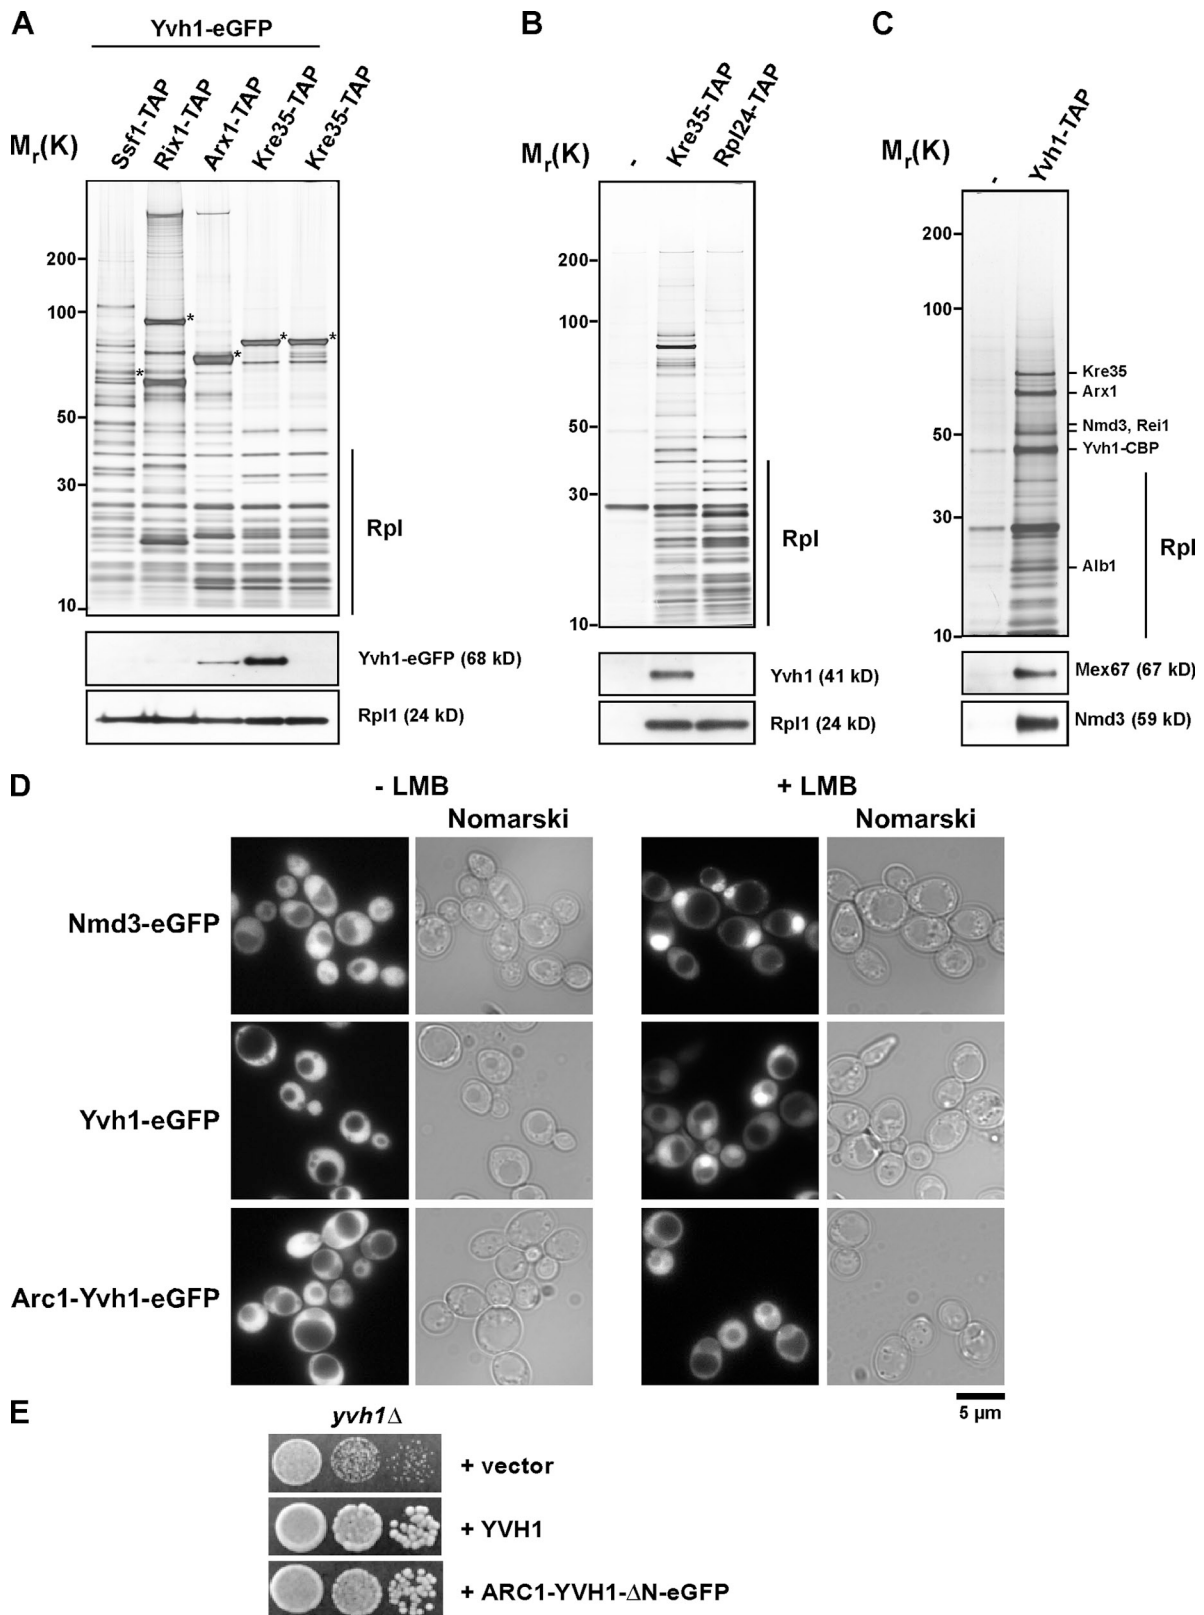 A
Yvh1-eGFP
Ssf1-TAP
Rix1-TAP
Arx1-TAP
Kre35-TAP
Kre35-TAP
Mr(K)
200
100
50
30
10
*
*
*
*
*
Rpl
Yvh1-eGFP (68 kD)
Rpl1 (24 kD)
B
-
Kre35-TAP
Rpl24-TAP
Mr(K)
200
100
50
30
10
Rpl
Yvh1 (41 kD)
Rpl1 (24 kD)
C
-
Yvh1-TAP
Mr(K)
200
100
50
30
10
Kre35
Arx1
Nmd3, Rei1
Yvh1-CBP
Alb1
Rpl
Mex67 (67 kD)
Nmd3 (59 kD)
D
- LMB
+ LMB
Nomarski
Nomarski
Nmd3-eGFP
Yvh1-eGFP
Arc1-Yvh1-eGFP
5 µm
E
yvh1Δ
+ vector
+ YVH1
+ ARC1-YVH1-ΔN-eGFP